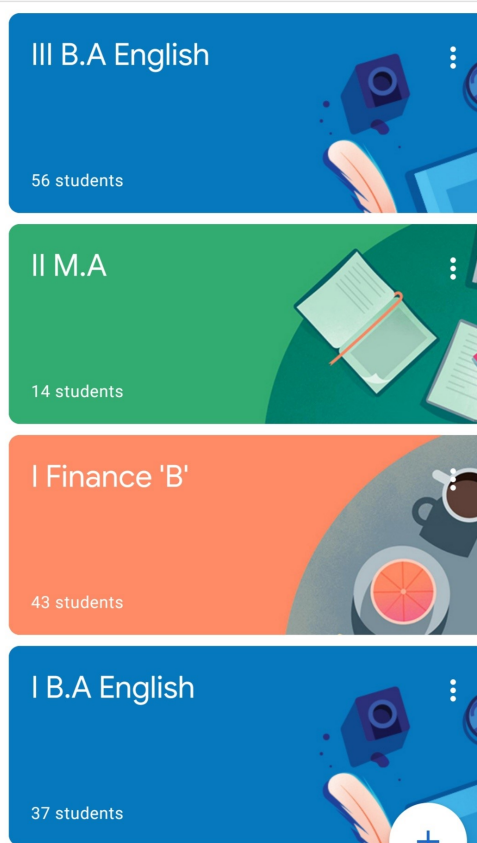 III B.A English
56 students
II M.A
14 students
I Finance 'B'
43 students
I B.A English
37 students